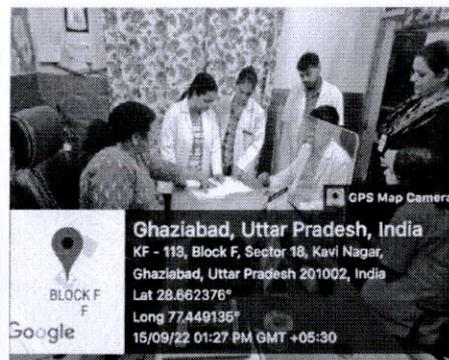 GPS Map Camera
Ghaziabad, Uttar Pradesh, India
KF - 113, Block F, Sector 18, Kavi Nagar,
Ghaziabad, Uttar Pradesh 201002, India
Lat 28.662376°
Long 77.449135°
15/09/22 01:27 PM GMT +05:30
BLOCK F
F
Google